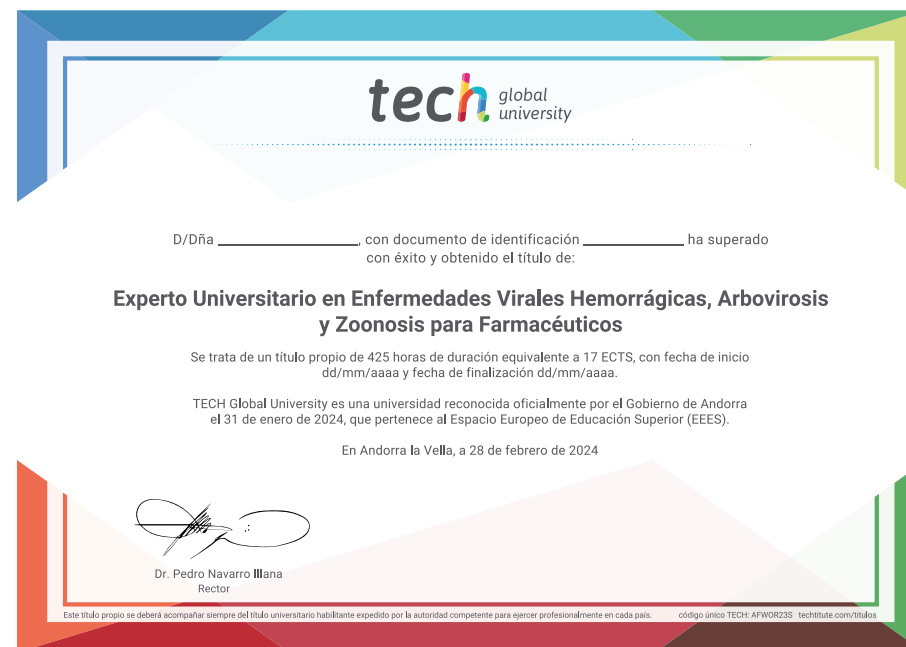 tech global university
D/Dña ____________________, con documento de identificación ______________ ha superado
con éxito y obtenido el título de:
Experto Universitario en Enfermedades Virales Hemorrágicas, Arbovirosis
y Zoonosis para Farmacéuticos
Se trata de un título propio de 425 horas de duración equivalente a 17 ECTS, con fecha de inicio
dd/mm/aaaa y fecha de finalización dd/mm/aaaa.
TECH Global University es una universidad reconocida oficialmente por el Gobierno de Andorra
el 31 de enero de 2024, que pertenece al Espacio Europeo de Educación Superior (EEES).
En Andorra la Vella, a 28 de febrero de 2024
Dr. Pedro Navarro Illana
Rector
Este título propio se deberá acompañar siempre del título universitario habilitante expedido por la autoridad competente para ejercer profesionalmente en cada país. código único TECH: AFWOR23S techtitute.com/titulos